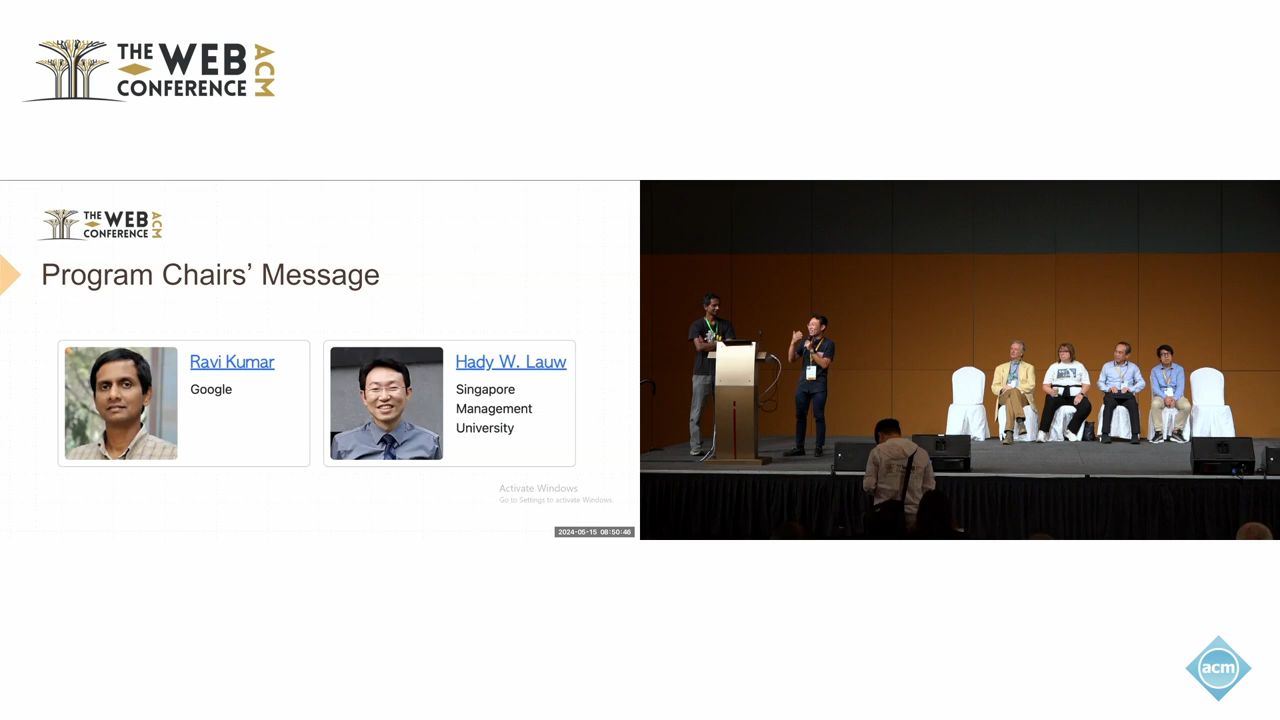 THE WEB
CONFERENCE
ACM
THE WEB
CONFERENCE
ACM
Program Chairs’ Message
Ravi Kumar
Google
Hady W. Lauw
Singapore
Management
University
Activate Windows
Go to Settings to activate Windows.
2024-05-15 08:50:46
acm